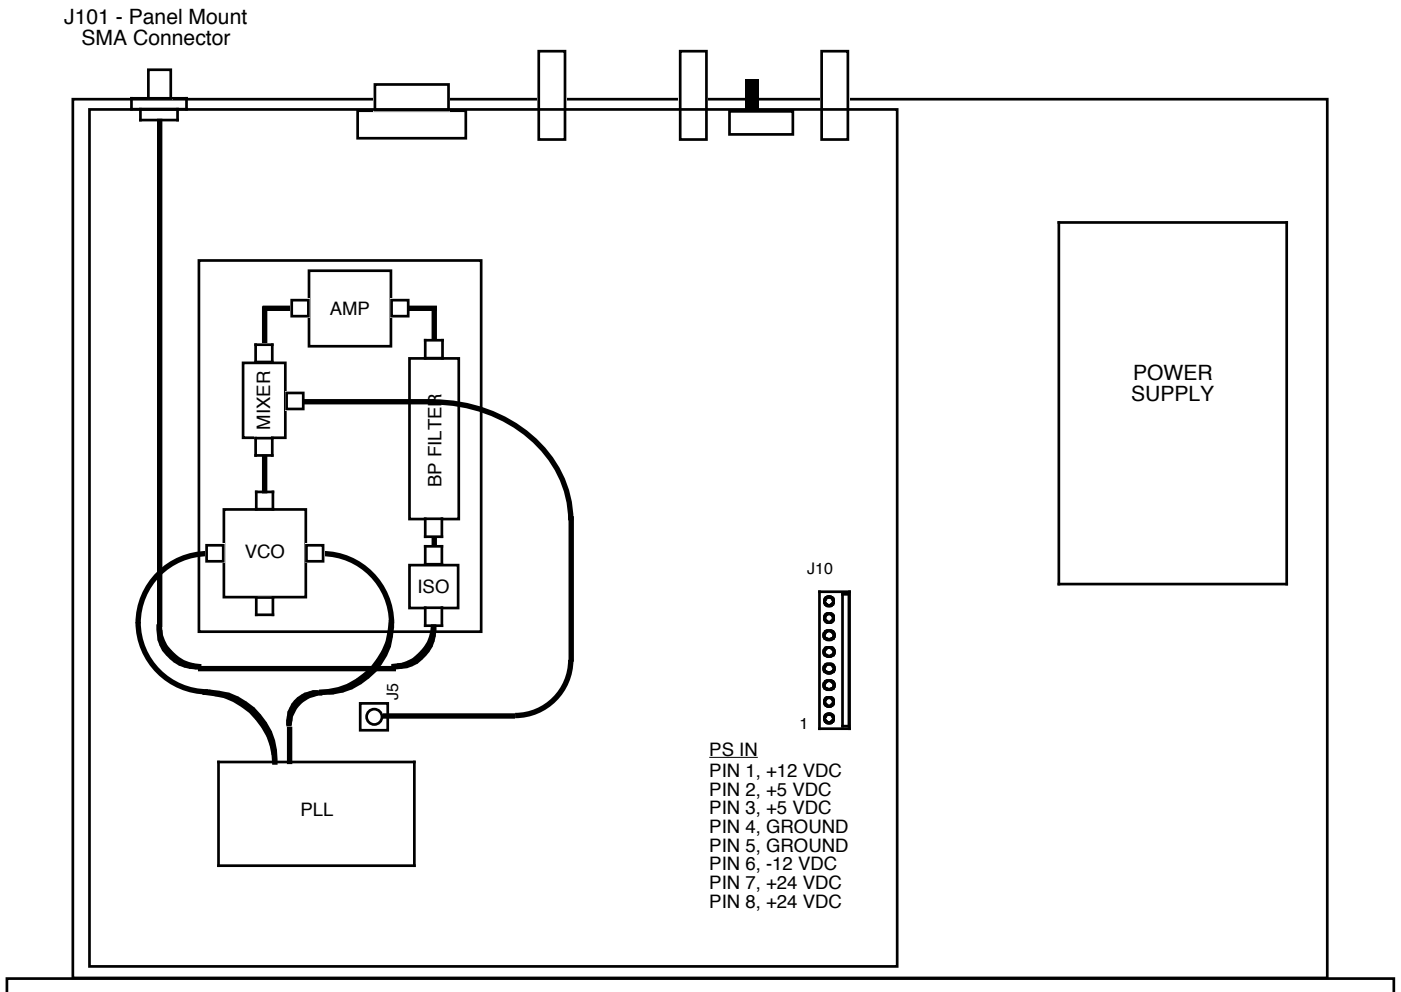 J101 - Panel Mount
SMA Connector
AMP
MIXER
BP FILTER
POWER
SUPPLY
VCO
ISO
J10
J5
1
PS IN
PIN 1, +12 VDC
PIN 2, +5 VDC
PIN 3, +5 VDC
PIN 4, GROUND
PIN 5, GROUND
PIN 6, -12 VDC
PIN 7, +24 VDC
PIN 8, +24 VDC
PLL